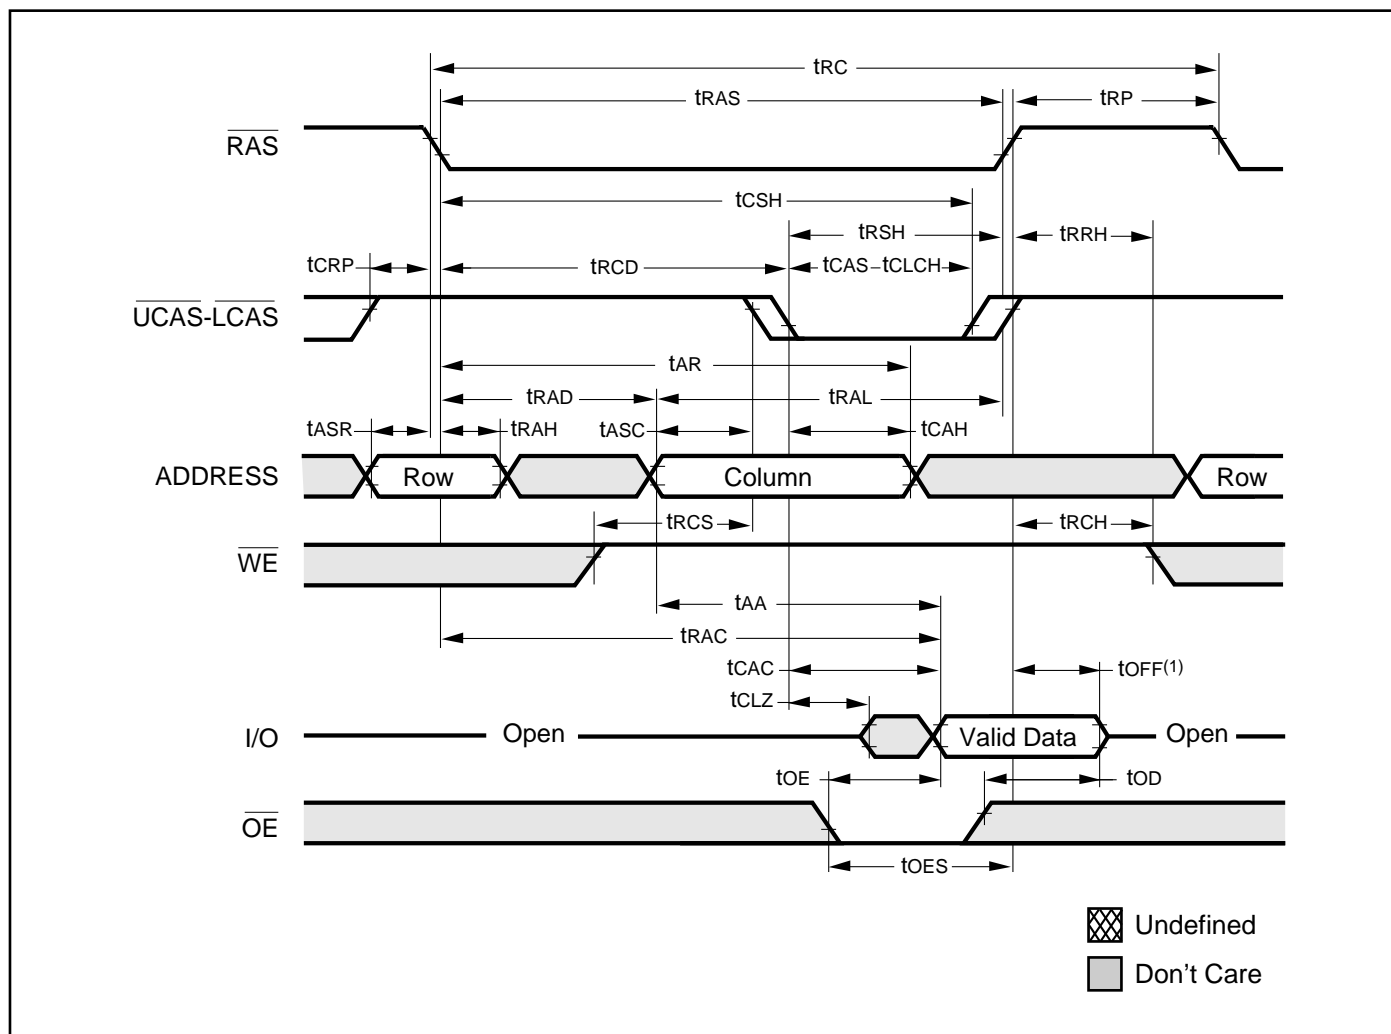 tRC
tRAS
tRP
RAS
tCSH
tRSH
tRRH
tCRP
tRCD
tCAS
tCLCH
UCAS-LCAS
tAR
tRAD
tRAL
tASR
tRAH
tASC
tCAH
ADDRESS
Row
Column
Row
tRCS
tRCH
WE
tAA
tRAC
tCAC
tOFF(1)
tCLZ
I/O
Open
Valid Data
Open
tOE
tOD
OE
tOES
Undefined
Don't Care